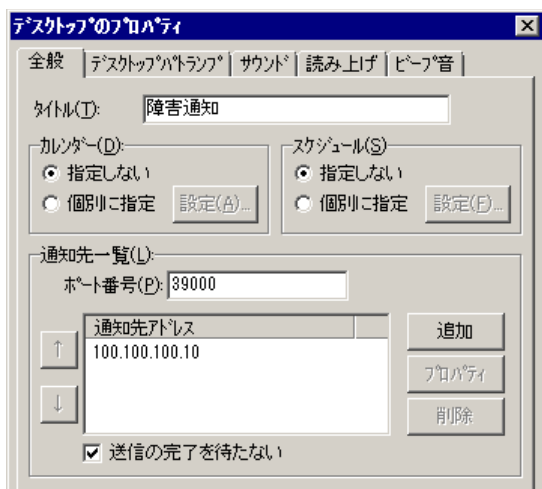 ﾃﾞｽｸﾄｯﾌﾟのﾌﾟﾛﾊﾟﾃｨ
全般 ﾃﾞｽｸﾄｯﾌﾟﾊﾟﾄﾗﾝﾌﾟ ｻｳﾝﾄﾞ 読み上げ ﾋﾞｰﾌﾟ音
ﾀｲﾄﾙ(T): 障害通知
ｶﾚﾝﾀﾞｰ(D): ｽｹｼﾞｭｰﾙ(S)
指定しない 指定しない
個別に指定 設定(A)... 個別に指定 設定(F)...
通知先一覧(L):
ﾎﾟｰﾄ番号(P): 39000
通知先ｱﾄﾞﾚｽ 追加
↑ 100.100.100.10
ﾌﾟﾛﾊﾟﾃｨ
↓ 削除
送信の完了を待たない